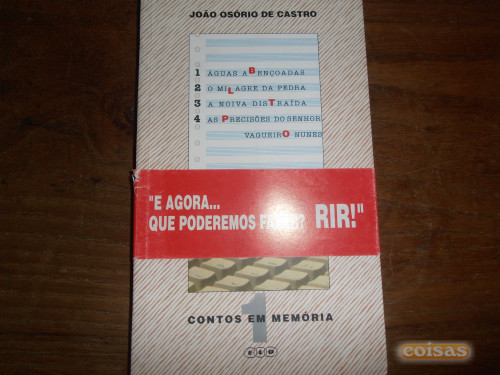 JOÃO OSÓRIO DE CASTRO
1 ÁGUAS ABENÇOADAS
2 O MILAGRE DA PEDRA
3 A NOIVA DISTRAÍDA
4 AS PRECISÕES DO SENHOR
VAGUEIRO NUNES
"E AGORA...
QUE PODEREMOS FAZER? RIR!"
1
CONTOS EM MEMÓRIA
coisas